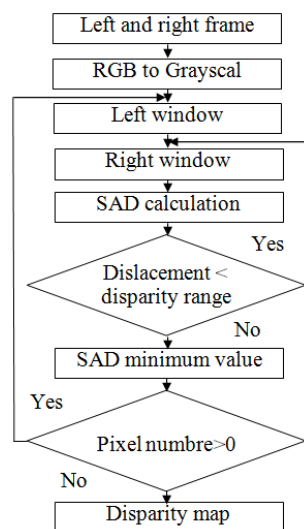 Left and right frame
RGB to Grayscal
Left window
Right window
SAD calculation
Yes
Dislacement <
disparity range
No
SAD minimum value
Yes
Pixel numbre>0
No
Disparity map